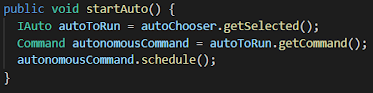 public void startAuto() {
  IAuto autoToRun = autoChooser.getSelected();
  Command autonomousCommand = autoToRun.getCommand();
  autonomousCommand.schedule();
}